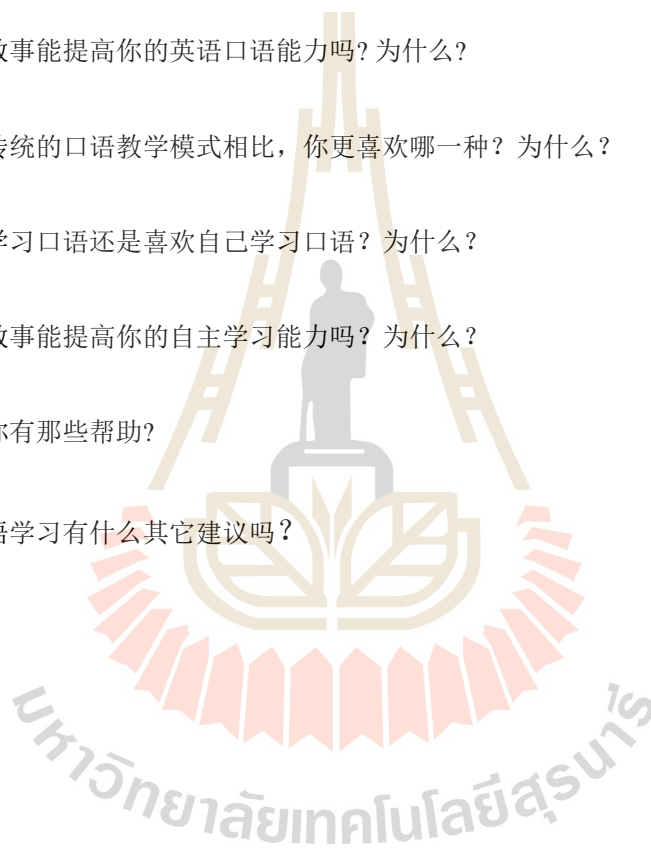 故事能提高你的英语口语能力吗? 为什么?
传统的口语教学模式相比，你更喜欢哪一种？为什么？
学习口语还是喜欢自己学习口语？为什么？
故事能提高你的自主学习能力吗？为什么？
你有那些帮助?
语学习有什么其它建议吗？
มหาวิทยาลัยเทคโนโลยีสุรนารี